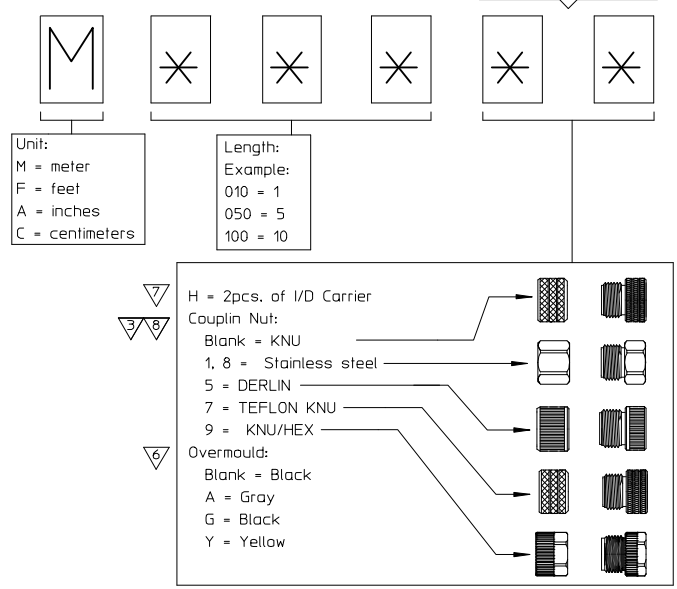 M * * * * *
Unit:
M = meter
F = feet
A = inches
C = centimeters
Length:
Example:
010 = 1
050 = 5
100 = 10
7
H = 2pcs. of I/D Carrier
3 8
Couplin Nut:
Blank = KNU
1, 8 = Stainless steel
5 = DERLIN
7 = TEFLON KNU
9 = KNU/HEX
6
Overmould:
Blank = Black
A = Gray
G = Black
Y = Yellow